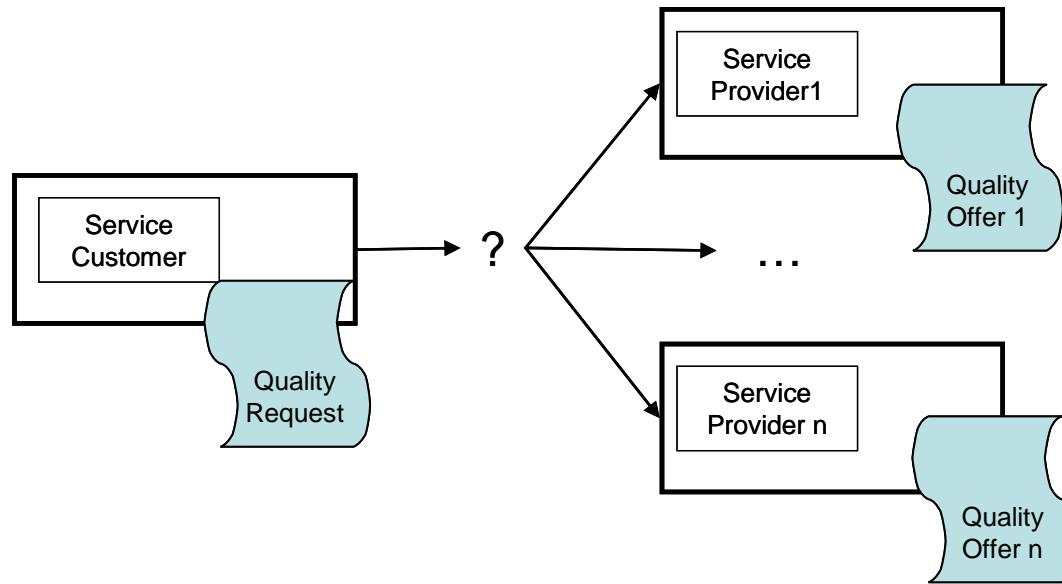 Service
Provider1
Quality
Offer 1
Service
Customer
?
...
Quality
Request
Service
Provider n
Quality
Offer n